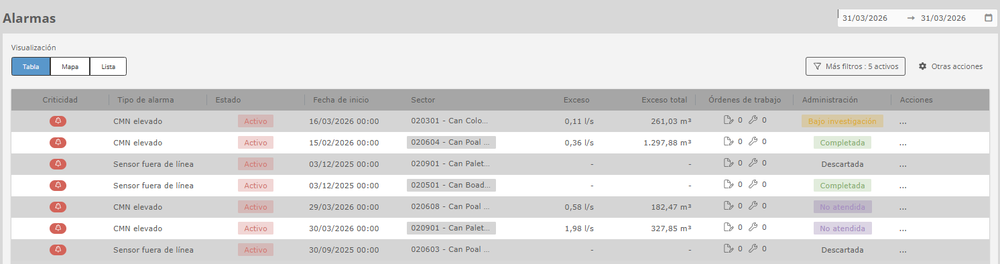 Alarmas
31/03/2026 → 31/03/2026
Visualización
Tabla Mapa Lista
Más filtros : 5 activos Otras acciones
Criticidad Tipo de alarma Estado Fecha de inicio Sector Exceso Exceso total Órdenes de trabajo Administración Acciones
CMN elevado Activo 16/03/2026 00:00 020301 - Can Colo... 0,11 l/s 261,03 m³ 0 0 Bajo investigación ...
CMN elevado Activo 15/02/2026 00:00 020604 - Can Poal ... 0,36 l/s 1.297,88 m³ 0 0 Completada ...
Sensor fuera de línea Activo 03/12/2025 00:00 020901 - Can Palet... - - 0 0 Descartada ...
Sensor fuera de línea Activo 03/12/2025 00:00 020501 - Can Boad... - - 0 0 Completada ...
CMN elevado Activo 29/03/2026 00:00 020608 - Can Poal ... 0,58 l/s 182,47 m³ 0 0 No atendida ...
CMN elevado Activo 30/03/2026 00:00 020901 - Can Palet... 1,98 l/s 327,85 m³ 0 0 No atendida ...
Sensor fuera de línea Activo 30/09/2025 00:00 020603 - Can Poal ... - - 0 0 Descartada ...